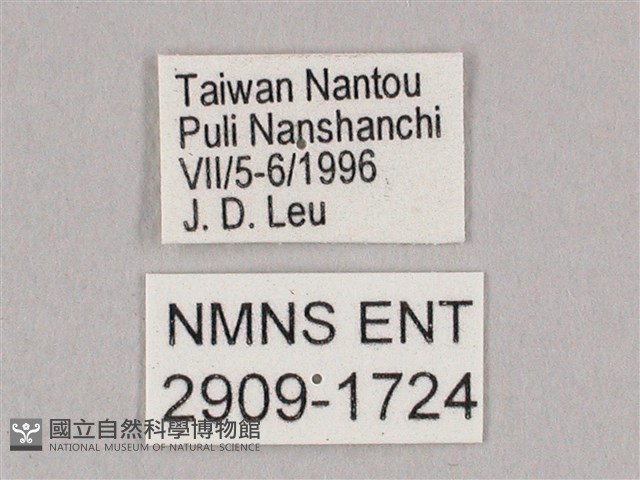 Taiwan Nantou
Puli Nanshanchi
VII/5-6/1996
J. D. Leu
NMNS ENT
2909-1724
國立自然科學博物館
NATIONAL MUSEUM OF NATURAL SCIENCE